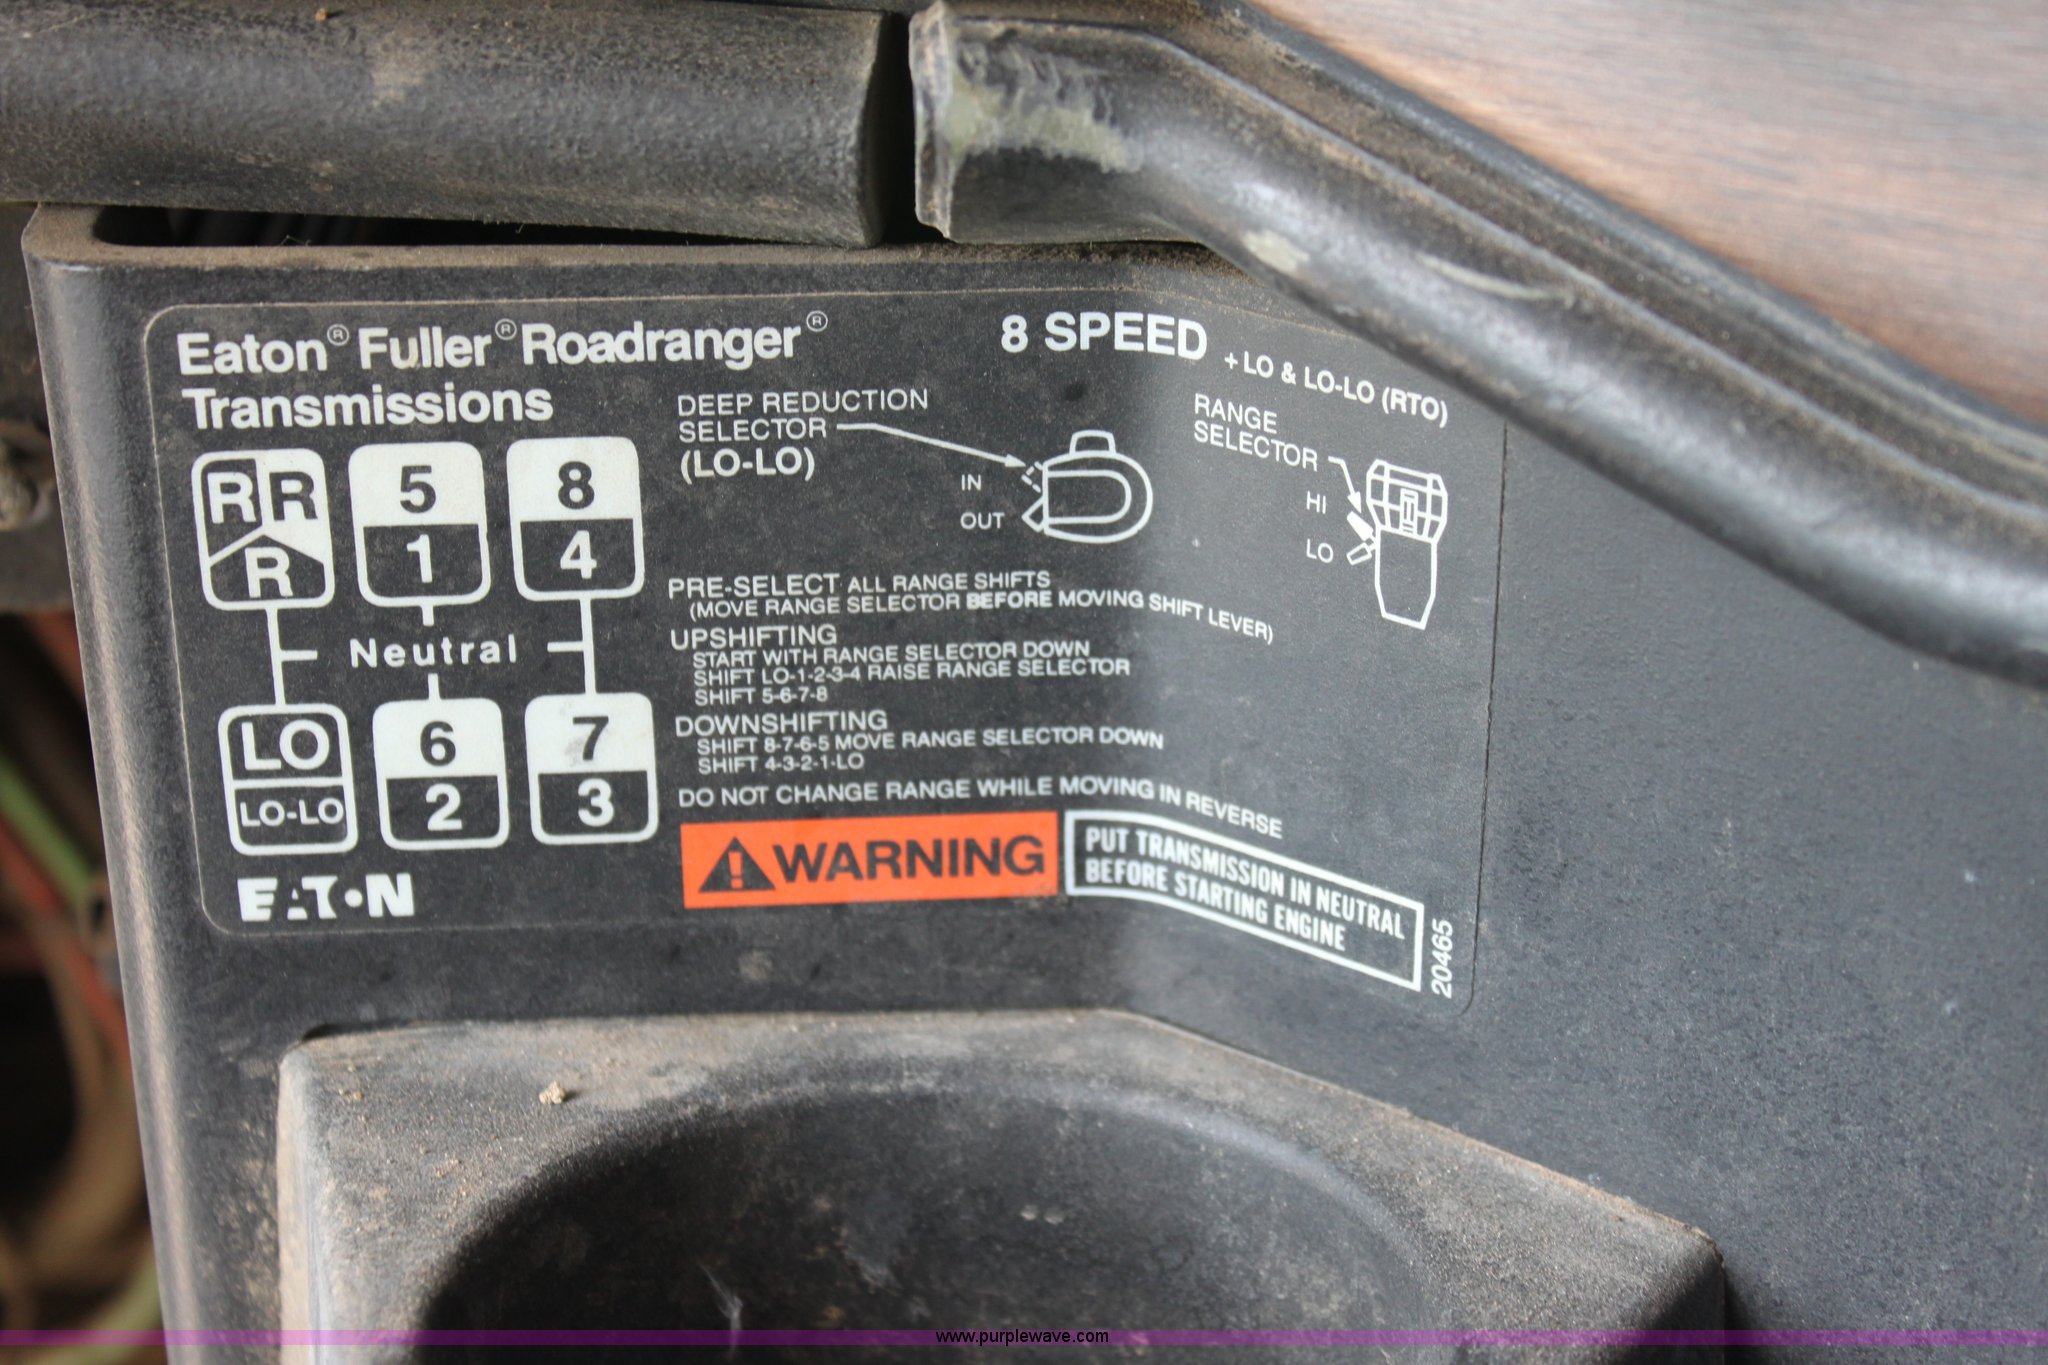 Eaton® Fuller® Roadranger®
Transmissions
8 SPEED + LO & LO-LO (RTO)
DEEP REDUCTION
SELECTOR
(LO-LO)
IN
OUT
RANGE
SELECTOR
HI
LO
R R
R
5
1
8
4
Neutral
LO
LO-LO
6
2
7
3
PRE-SELECT ALL RANGE SHIFTS
(MOVE RANGE SELECTOR BEFORE MOVING SHIFT LEVER)
UPSHIFTING
START WITH RANGE SELECTOR DOWN
SHIFT LO-1-2-3-4 RAISE RANGE SELECTOR
SHIFT 5-6-7-8
DOWNSHIFTING
SHIFT 8-7-6-5 MOVE RANGE SELECTOR DOWN
SHIFT 4-3-2-1-LO
DO NOT CHANGE RANGE WHILE MOVING IN REVERSE
WARNING
PUT TRANSMISSION IN NEUTRAL
BEFORE STARTING ENGINE
EATON
20465
www.purplewave.com